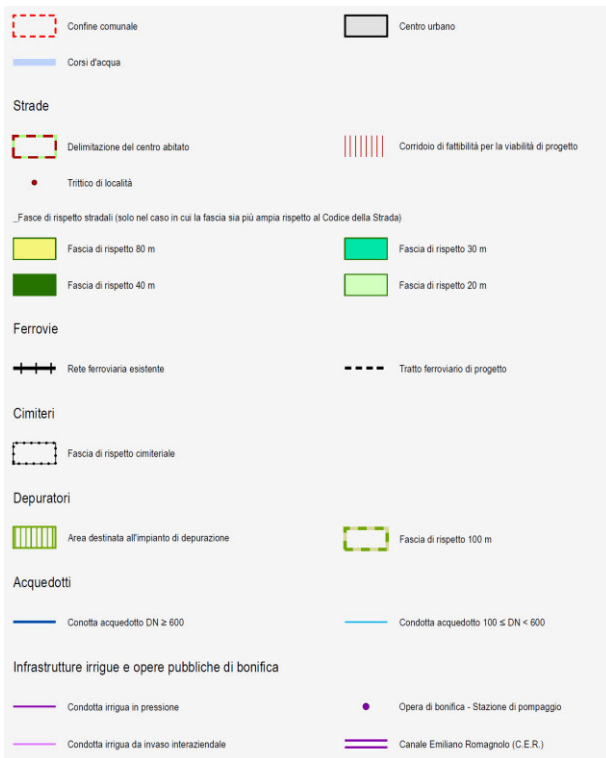 Confine comunale
Centro urbano
Corsi d'acqua
Strade
Delimitazione del centro abitato
Corridoio di fattibilità per la viabilità di progetto
Trittico di località
_Fasce di rispetto stradali (solo nel caso in cui la fascia sia più ampia rispetto al Codice della Strada)
Fascia di rispetto 80 m
Fascia di rispetto 30 m
Fascia di rispetto 40 m
Fascia di rispetto 20 m
Ferrovie
Rete ferroviaria esistente
Tratto ferroviario di progetto
Cimiteri
Fascia di rispetto cimiteriale
Depuratori
Area destinata all'impianto di depurazione
Fascia di rispetto 100 m
Acquedotti
Conotta acquedotto DN ≥ 600
Condotta acquedotto 100 ≤ DN < 600
Infrastrutture irrigue e opere pubbliche di bonifica
Condotta irrigua in pressione
Opera di bonifica - Stazione di pompaggio
Condotta irrigua da invaso interaziendale
Canale Emiliano Romagnolo (C.E.R.)